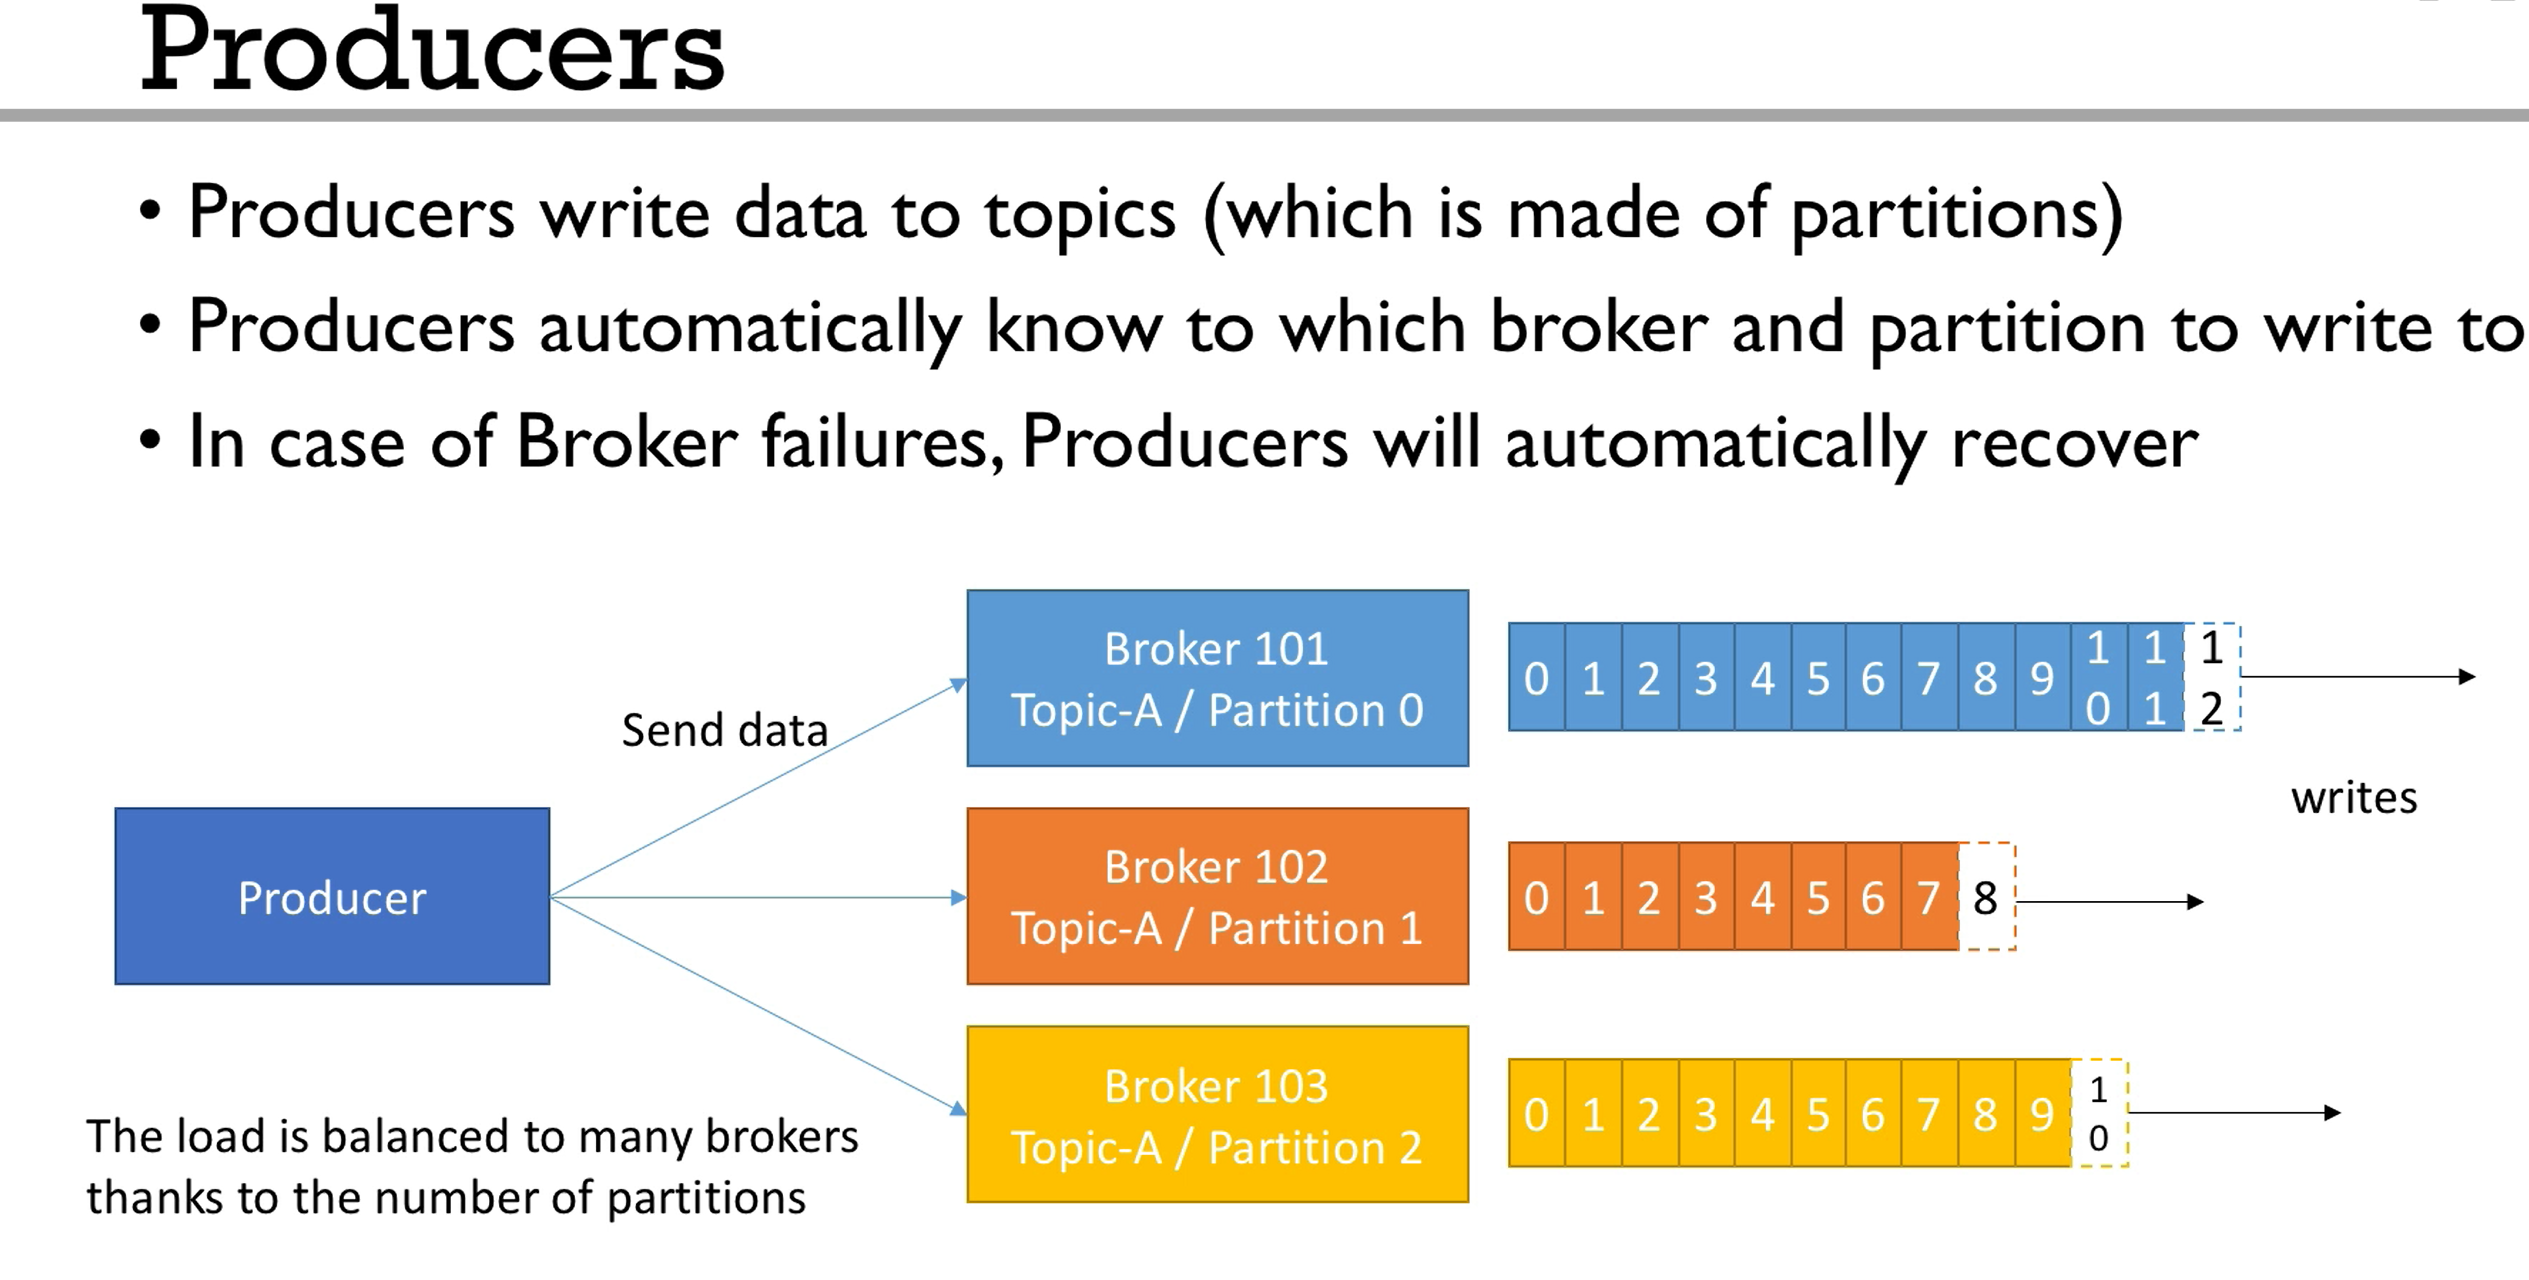 Producers
• Producers write data to topics (which is made of partitions)
• Producers automatically know to which broker and partition to write to
• In case of Broker failures, Producers will automatically recover
Send data
Producer
The load is balanced to many brokers
thanks to the number of partitions
Broker 101
Topic-A / Partition 0
0 1 2 3 4 5 6 7 8 9 10 11 12
writes
Broker 102
Topic-A / Partition 1
0 1 2 3 4 5 6 7 8
Broker 103
Topic-A / Partition 2
0 1 2 3 4 5 6 7 8 9 10